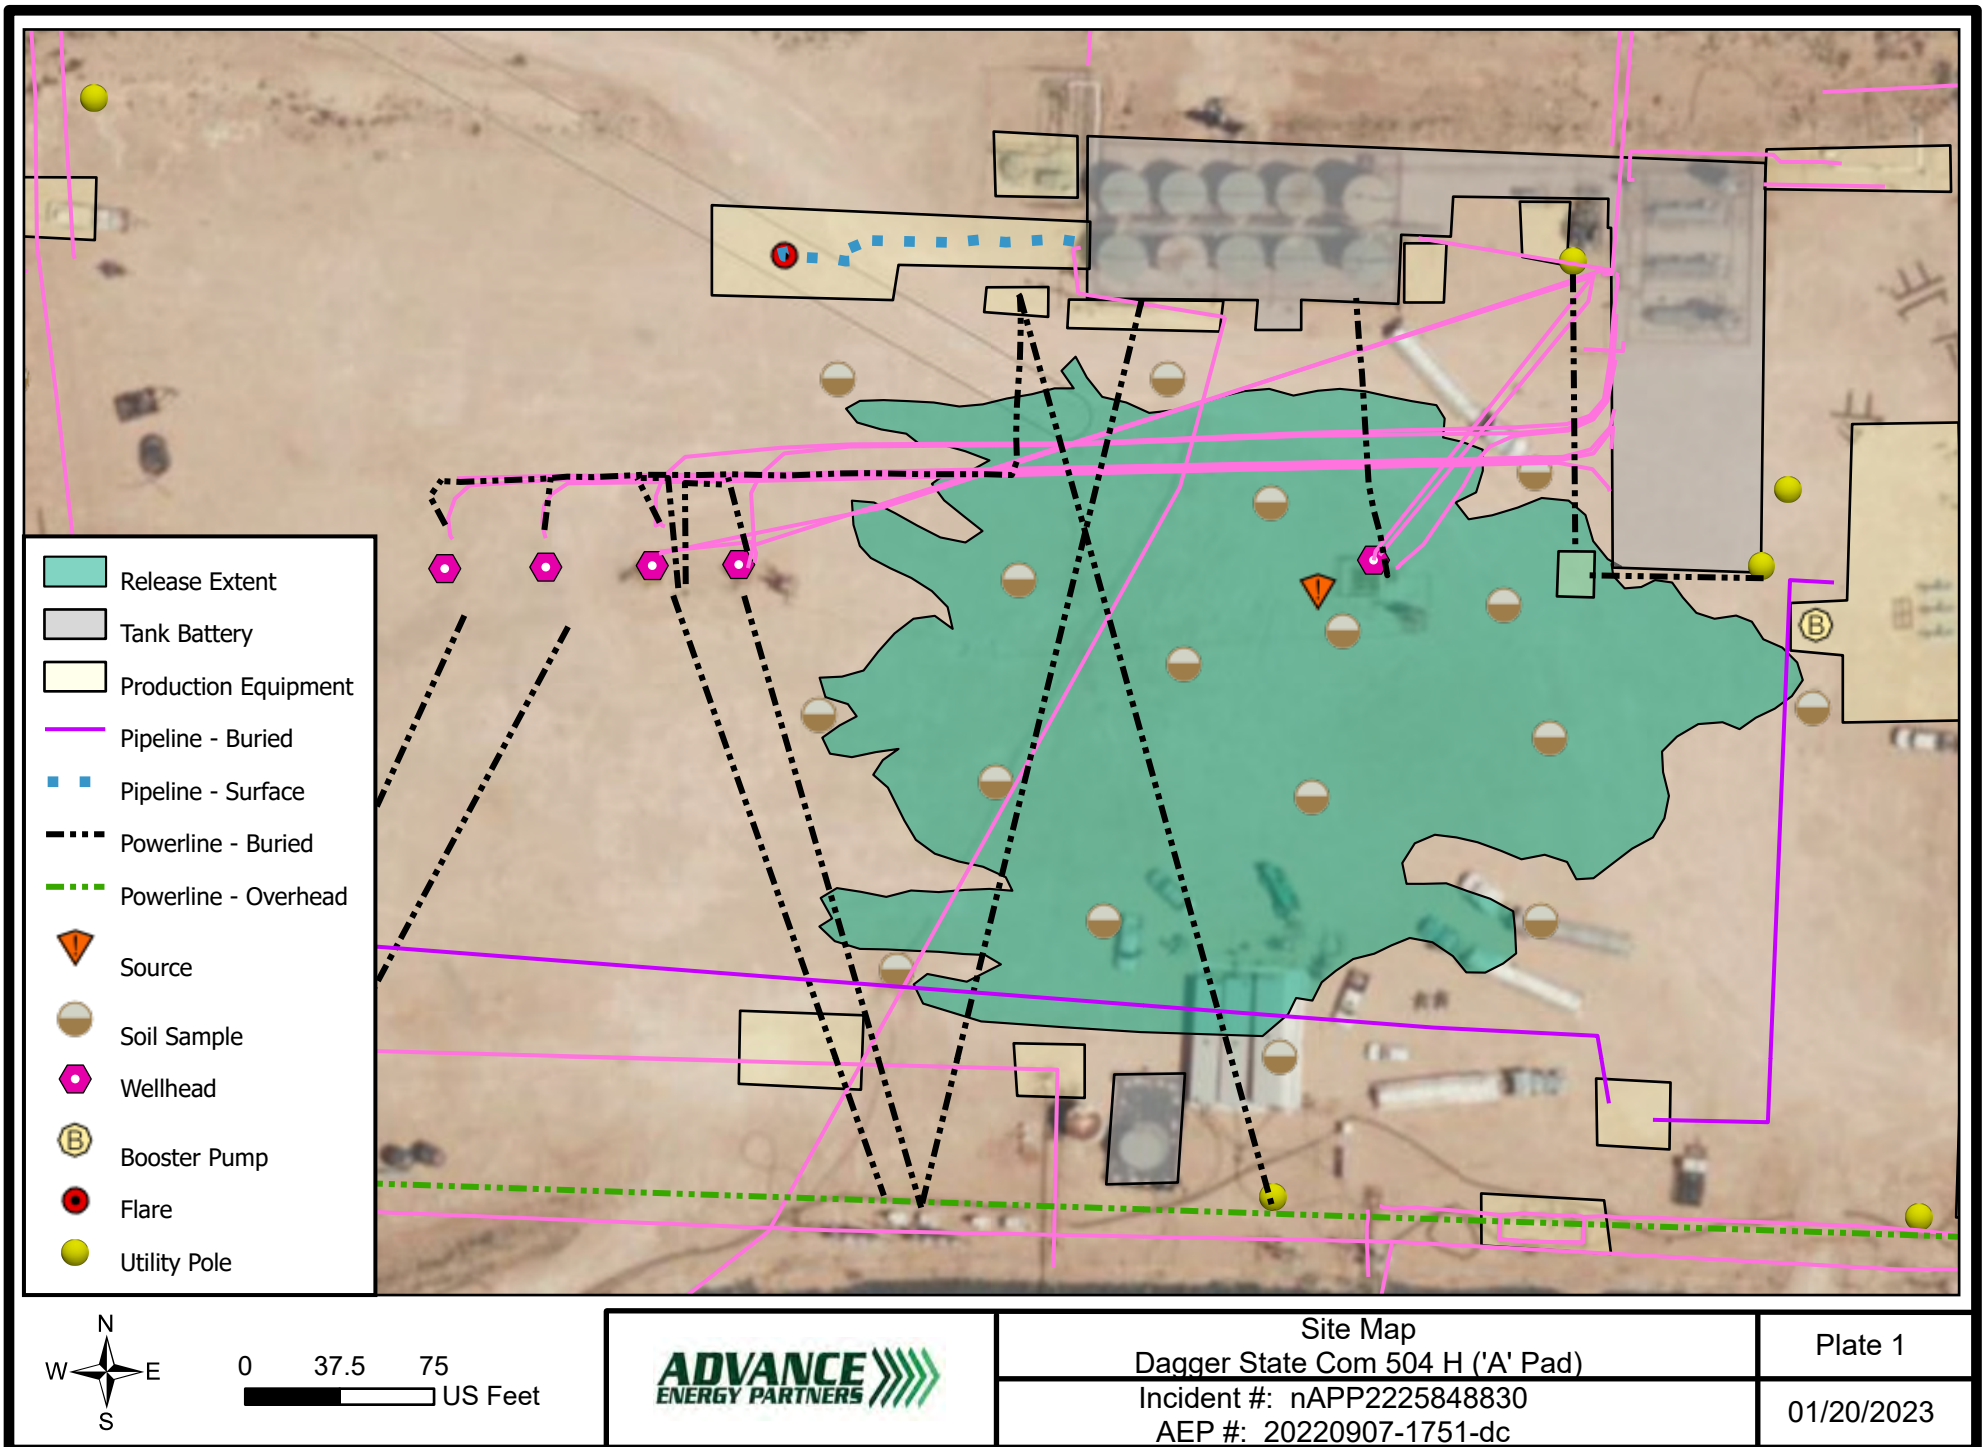 B
Release Extent
Tank Battery
Production Equipment
Pipeline - Buried
Pipeline - Surface
Powerline - Buried
Powerline - Overhead
Source
Soil Sample
Wellhead
B
Booster Pump
Flare
Utility Pole
N
W E
S
0 37.5 75
US Feet
ADVANCE
ENERGY PARTNERS
Site Map
Dagger State Com 504 H ('A' Pad)
Incident #: nAPP2225848830
AEP #: 20220907-1751-dc
Plate 1
01/20/2023